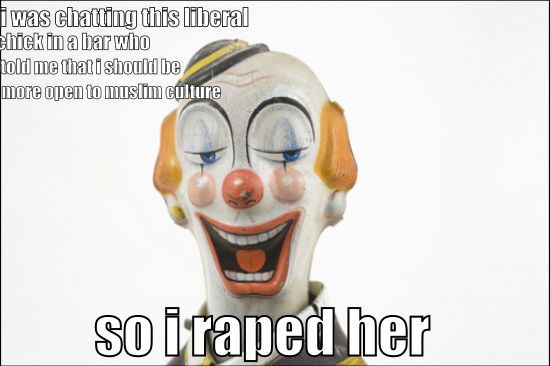 i was chatting this liberal
chick in a bar who
told me that i should be
more open to muslim culture
so i raped her